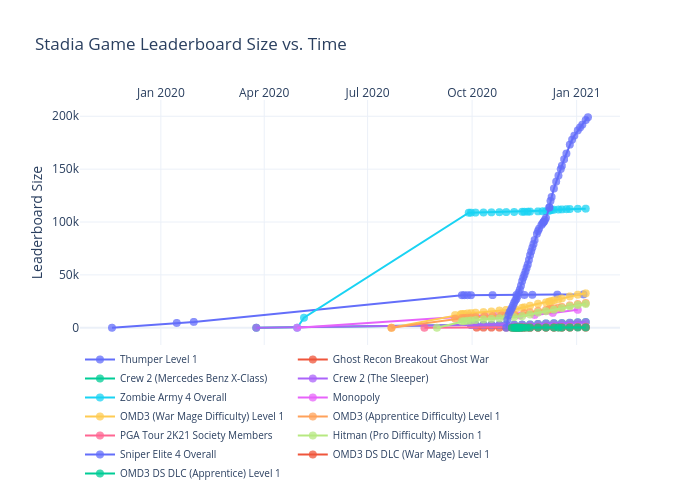 Stadia Game Leaderboard Size vs. Time
Jan 2020 Apr 2020 Jul 2020 Oct 2020 Jan 2021
200k
150k
100k
50k
0
Leaderboard Size
Thumper Level 1 Ghost Recon Breakout Ghost War
Crew 2 (Mercedes Benz X-Class) Crew 2 (The Sleeper)
Zombie Army 4 Overall Monopoly
OMD3 (War Mage Difficulty) Level 1 OMD3 (Apprentice Difficulty) Level 1
PGA Tour 2K21 Society Members Hitman (Pro Difficulty) Mission 1
Sniper Elite 4 Overall OMD3 DS DLC (War Mage) Level 1
OMD3 DS DLC (Apprentice) Level 1